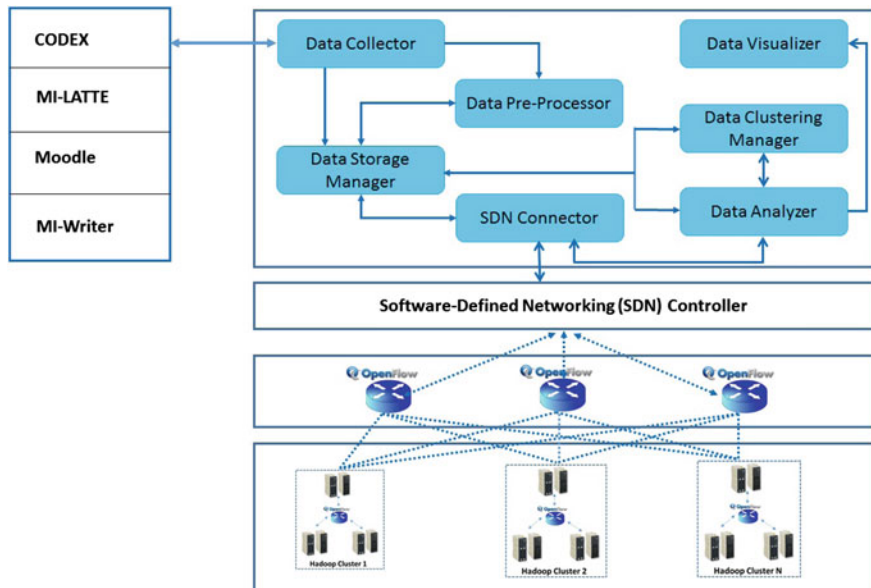 CODEX
MI-LATTE
Moodle
MI-Writer
Data Collector
Data Visualizer
Data Pre-Processor
Data Clustering
Manager
Data Storage
Manager
SDN Connector
Data Analyzer
Software-Defined Networking (SDN) Controller
OpenFlow
OpenFlow
OpenFlow
OpenFlow
OpenFlow
OpenFlow
Hadoop Cluster 1
Hadoop Cluster 2
Hadoop Cluster N